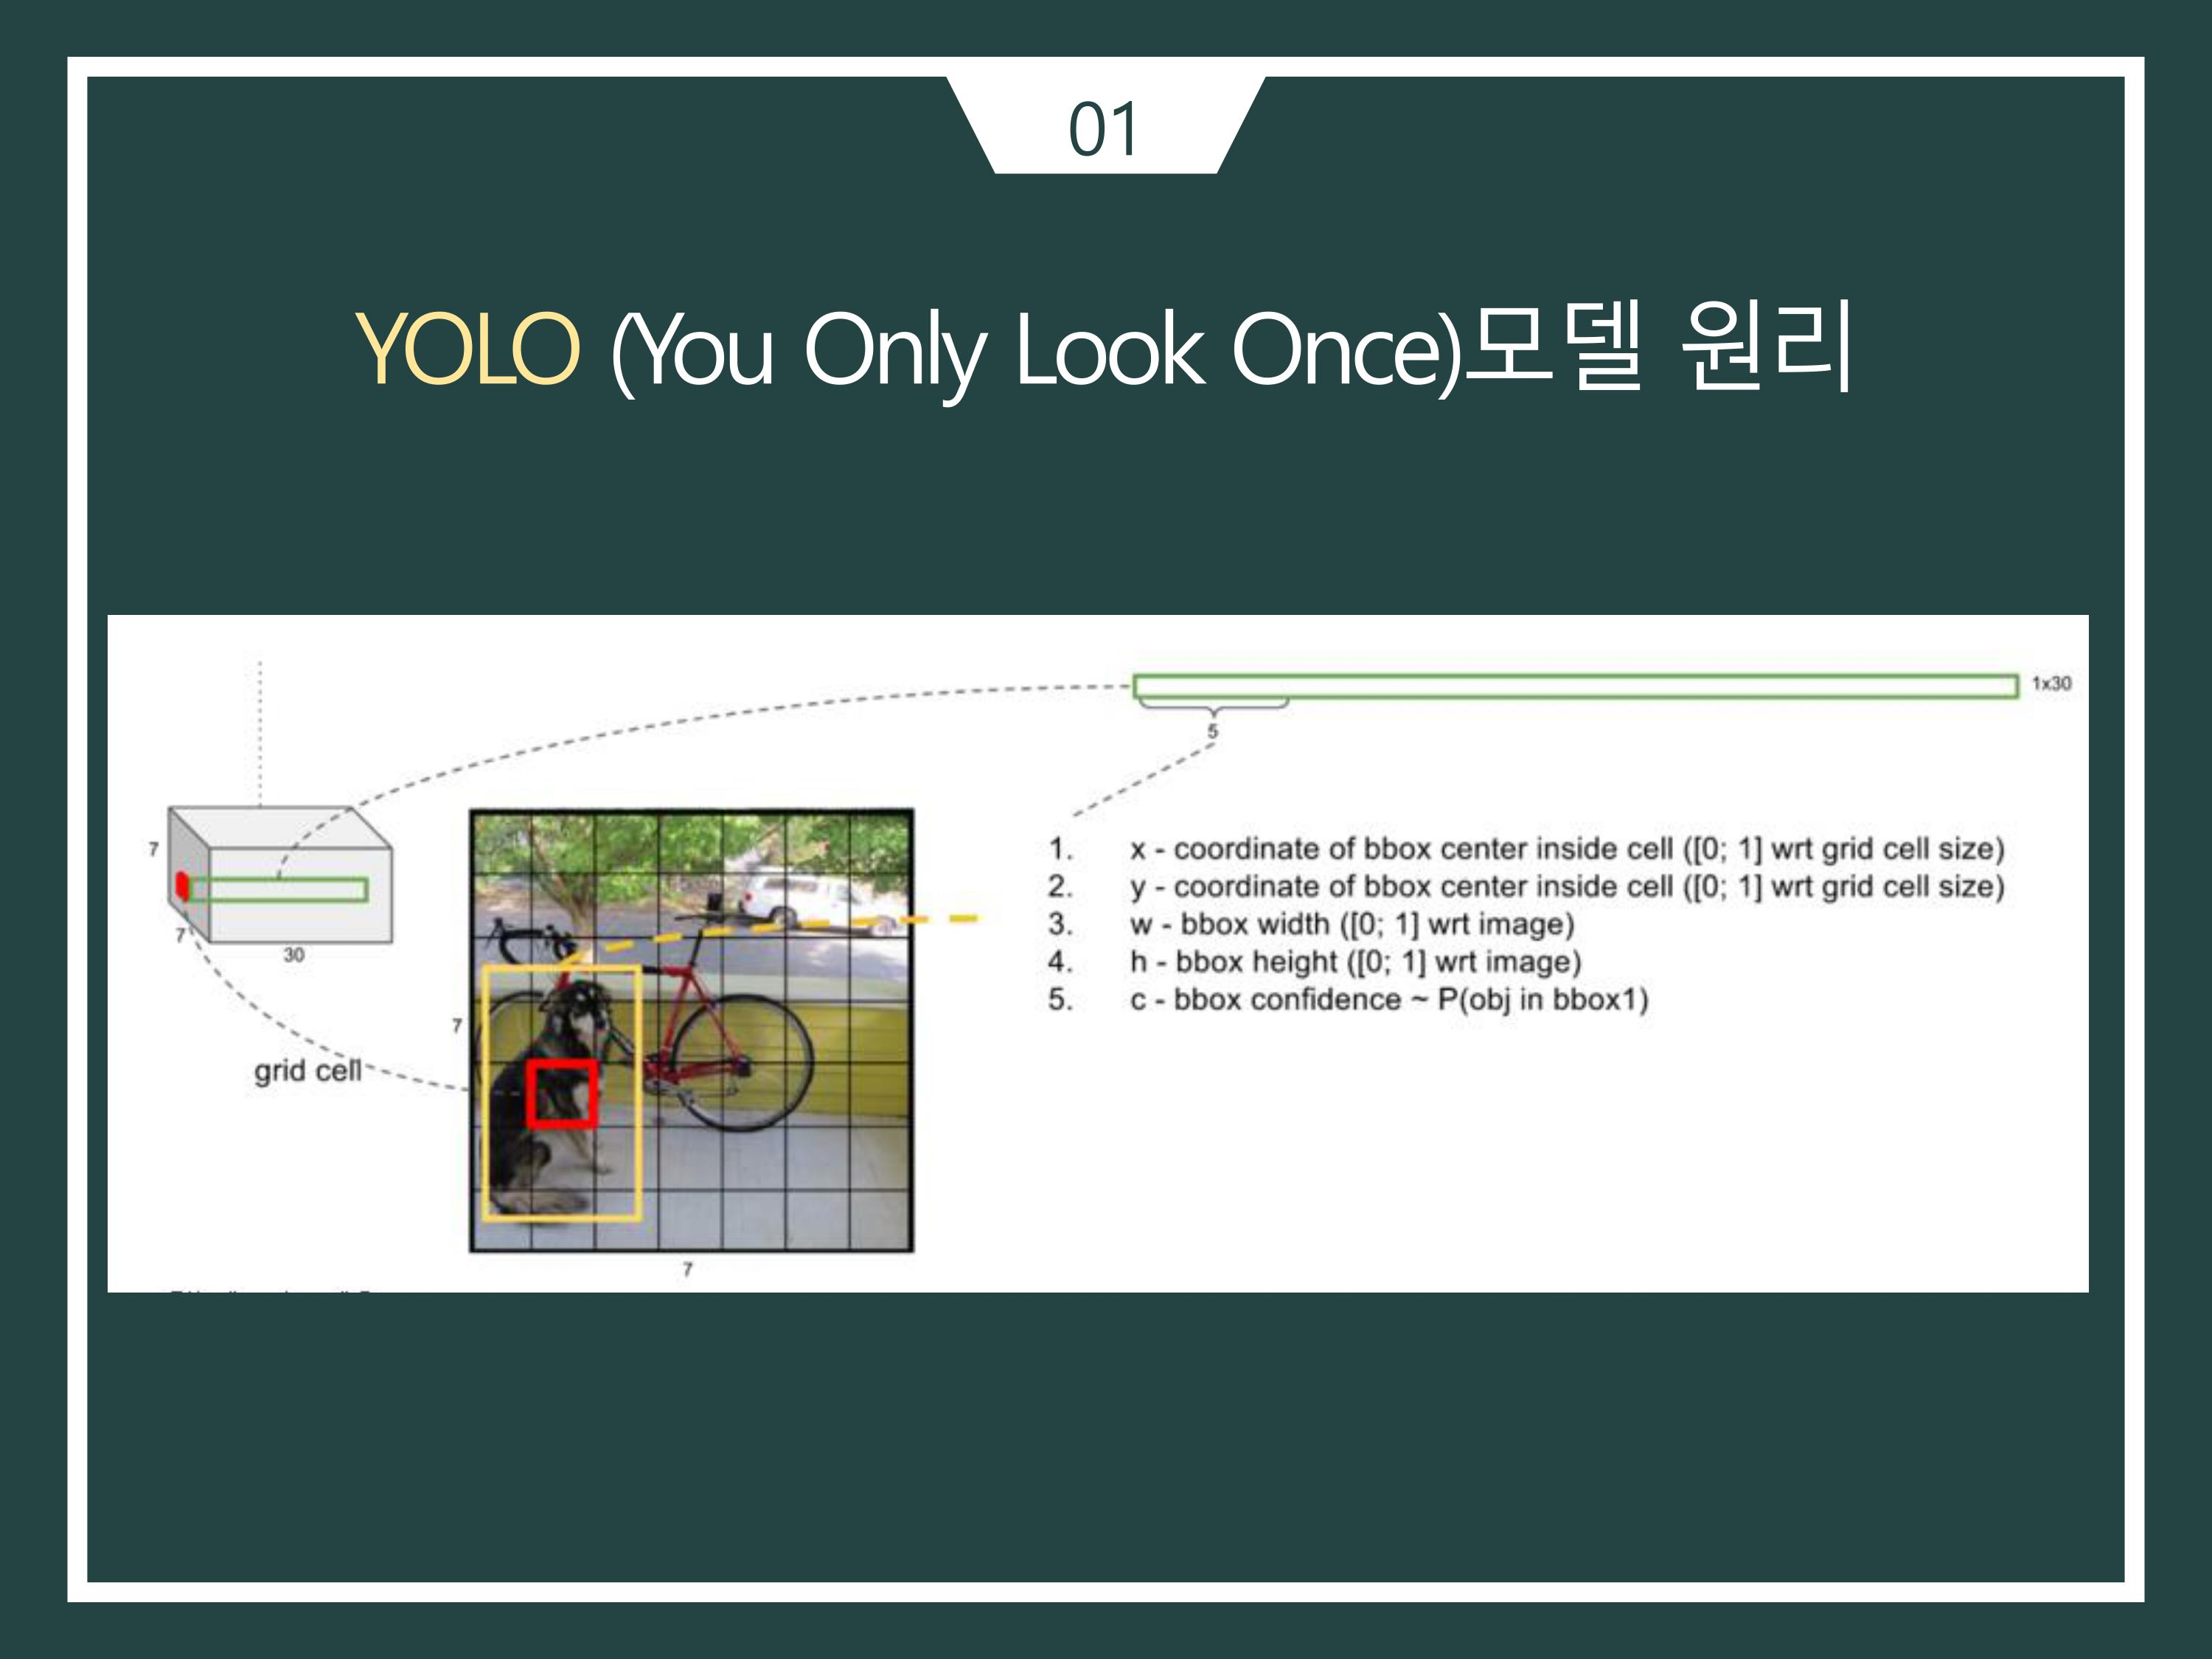 01
YOLO (You Only Look Once)모델 원리
1x30
5
7
7
30
grid cell
7
7
1. x - coordinate of bbox center inside cell ([0; 1] wrt grid cell size)
2. y - coordinate of bbox center inside cell ([0; 1] wrt grid cell size)
3. w - bbox width ([0; 1] wrt image)
4. h - bbox height ([0; 1] wrt image)
5. c - bbox confidence ~ P(obj in bbox1)